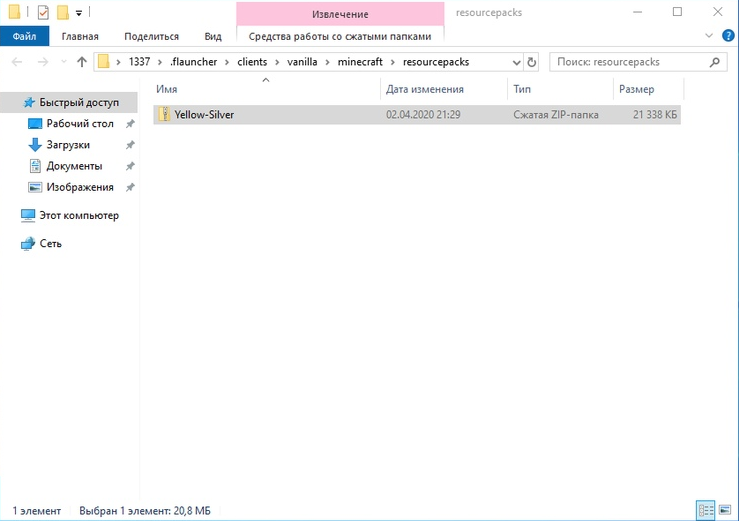 Извлечение
resourcepacks
Файл Главная Поделиться Вид Средства работы со сжатыми папками
1337 .flauncher clients vanilla minecraft resourcepacks
Поиск: resourcepacks
Имя Дата изменения Тип Размер
Yellow-Silver 02.04.2020 21:29 Сжатая ZIP-папка 21 338 КБ
Быстрый доступ
Рабочий стол
Загрузки
Документы
Изображения
Этот компьютер
Сеть
1 элемент Выбран 1 элемент: 20,8 МБ